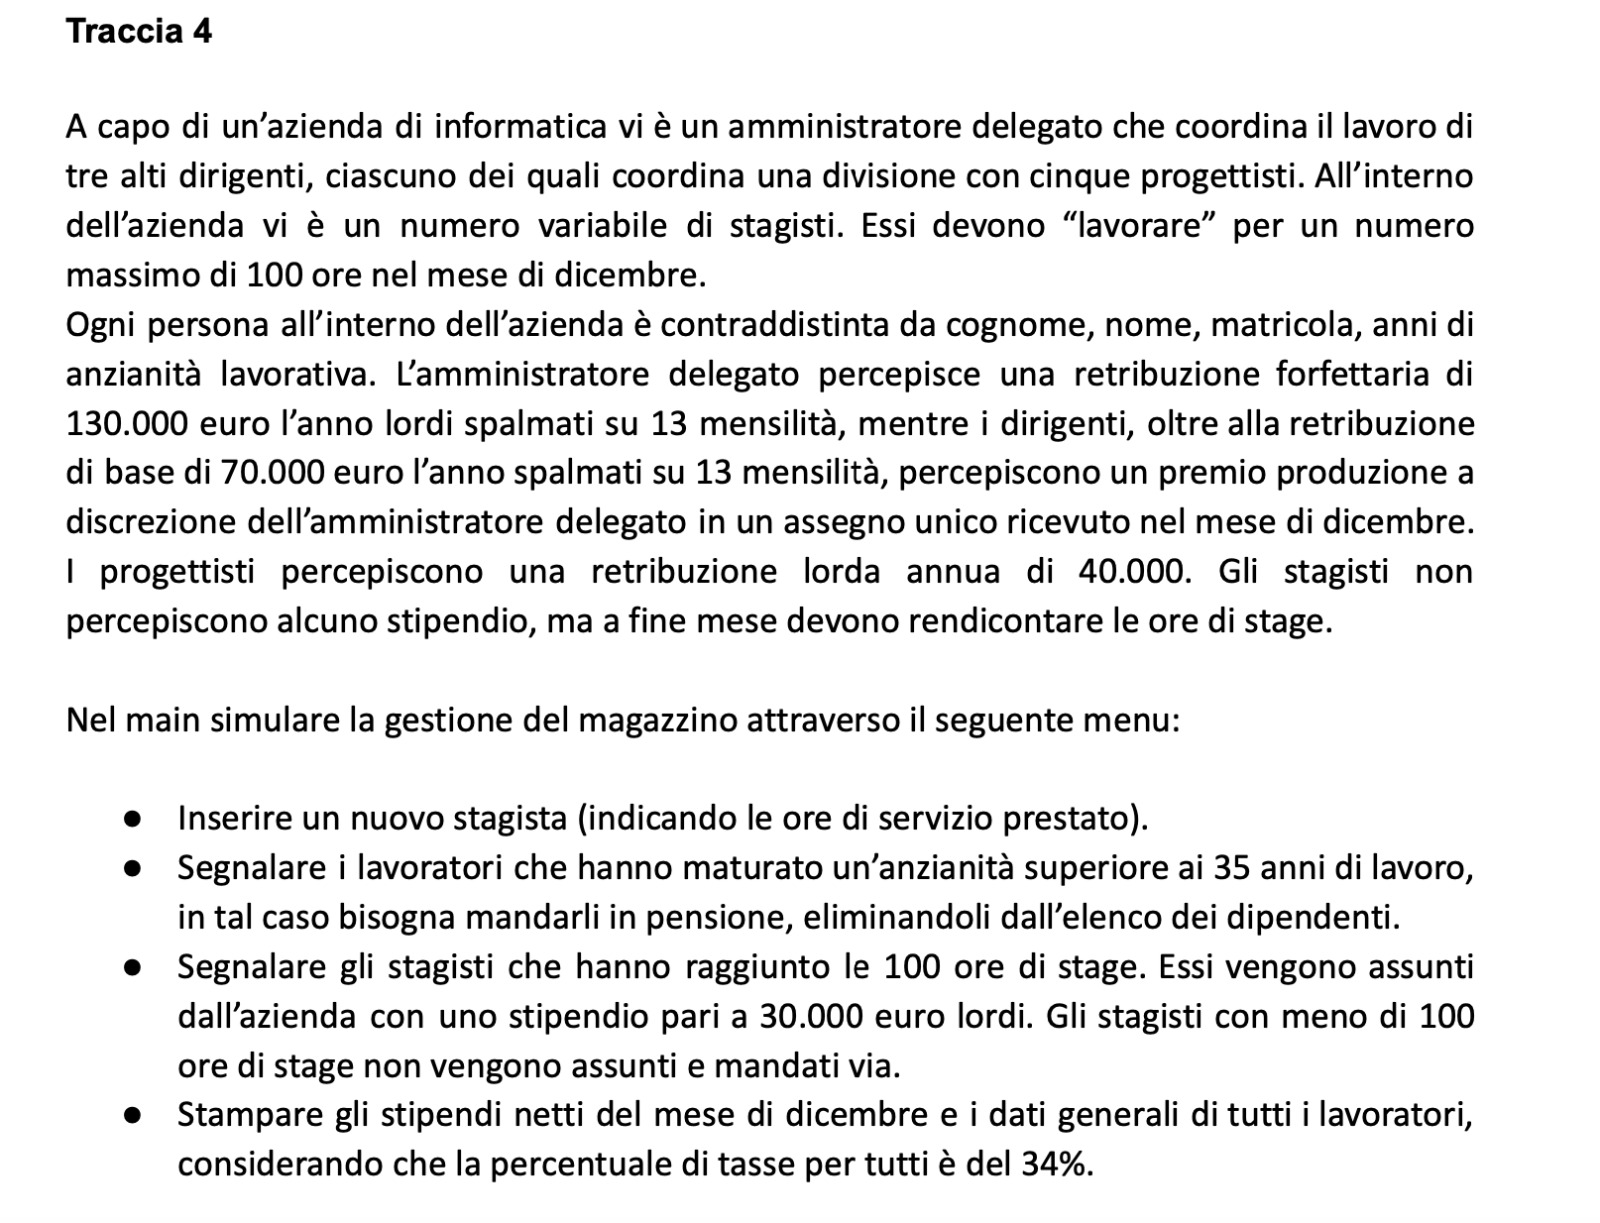 Traccia 4
A capo di un’azienda di informatica vi è un amministratore delegato che coordina il lavoro di
tre alti dirigenti, ciascuno dei quali coordina una divisione con cinque progettisti. All’interno
dell’azienda vi è un numero variabile di stagisti. Essi devono “lavorare” per un numero
massimo di 100 ore nel mese di dicembre.
Ogni persona all’interno dell’azienda è contraddistinta da cognome, nome, matricola, anni di
anzianità lavorativa. L’amministratore delegato percepisce una retribuzione forfettaria di
130.000 euro l’anno lordi spalmati su 13 mensilità, mentre i dirigenti, oltre alla retribuzione
di base di 70.000 euro l’anno spalmati su 13 mensilità, percepiscono un premio produzione a
discrezione dell’amministratore delegato in un assegno unico ricevuto nel mese di dicembre.
I progettisti percepiscono una retribuzione lorda annua di 40.000. Gli stagisti non
percepiscono alcuno stipendio, ma a fine mese devono rendicontare le ore di stage.
Nel main simulare la gestione del magazzino attraverso il seguente menu:
● Inserire un nuovo stagista (indicando le ore di servizio prestato).
● Segnalare i lavoratori che hanno maturato un’anzianità superiore ai 35 anni di lavoro,
in tal caso bisogna mandarli in pensione, eliminandoli dall’elenco dei dipendenti.
● Segnalare gli stagisti che hanno raggiunto le 100 ore di stage. Essi vengono assunti
dall’azienda con uno stipendio pari a 30.000 euro lordi. Gli stagisti con meno di 100
ore di stage non vengono assunti e mandati via.
● Stampare gli stipendi netti del mese di dicembre e i dati generali di tutti i lavoratori,
considerando che la percentuale di tasse per tutti è del 34%.